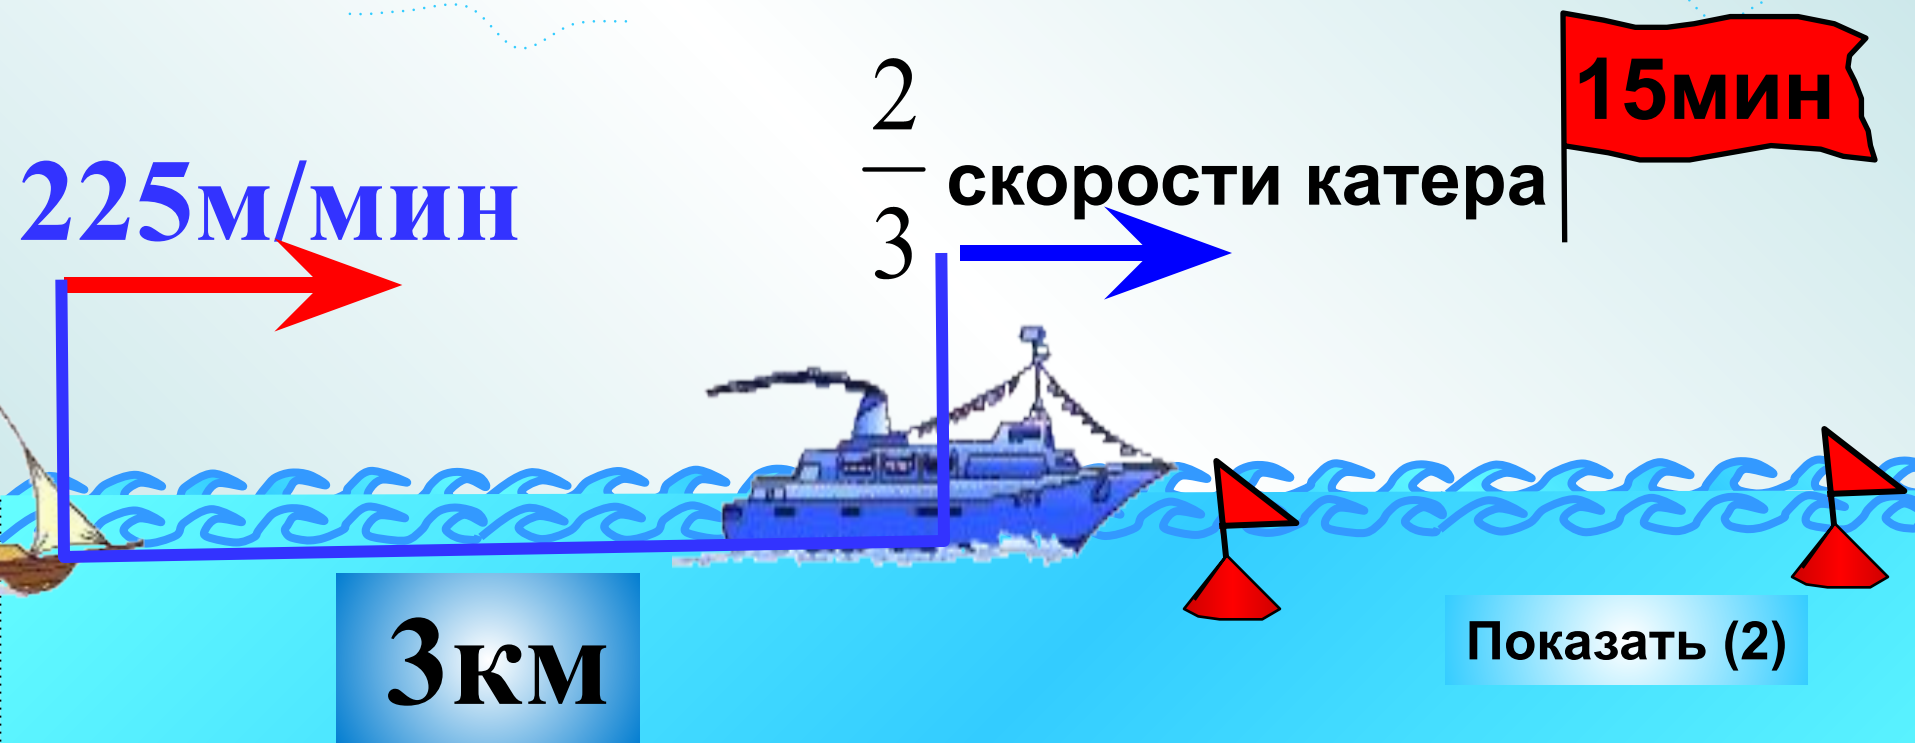 15мин
2
3
скорости катера
225м/мин
3км
Показать (2)